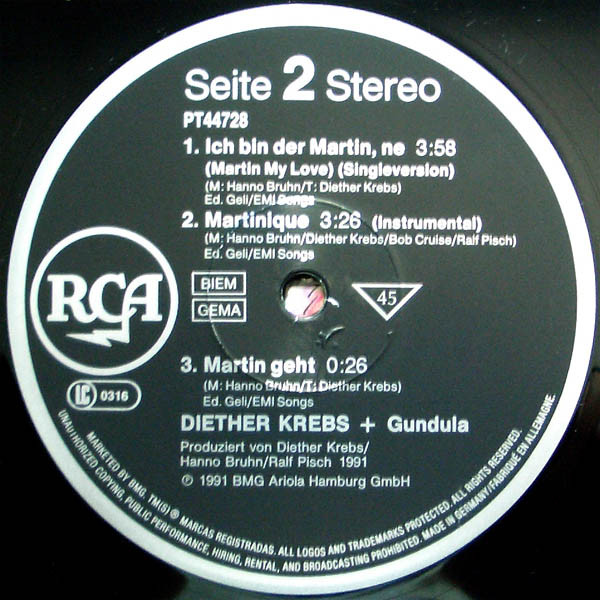 Seite 2 Stereo
PT44728
1. Ich bin der Martin, ne 3:58
(Martin My Love) (Singleversion)
(M: Hanno Bruhn/T: Diether Krebs)
Ed. Geli/EMI Songs
2. Martinique 3:26 (Instrumental)
(M: Hanno Bruhn/Diether Krebs/Bob Cruise/Ralf Pisch)
Ed. Geli/EMI Songs
RCA
BIEM
GEMA
45
3. Martin geht 0:26
(M: Hanno Bruhn/T: Diether Krebs)
Ed. Geli/EMI Songs
LC 0316
DIETHER KREBS + Gundula
Produziert von Diether Krebs/
Hanno Bruhn/Ralf Pisch 1991
℗ 1991 BMG Ariola Hamburg GmbH
MARKETED BY BMG. TM(S) ® MARCAS REGISTRADAS. ALL LOGOS AND TRADEMARKS PROTECTED. ALL RIGHTS RESERVED.
UNAUTHORIZED COPYING, PUBLIC PERFORMANCE, HIRING, RENTAL, AND BROADCASTING PROHIBITED. MADE IN GERMANY/FABRIQUÉ EN ALLEMAGNE.